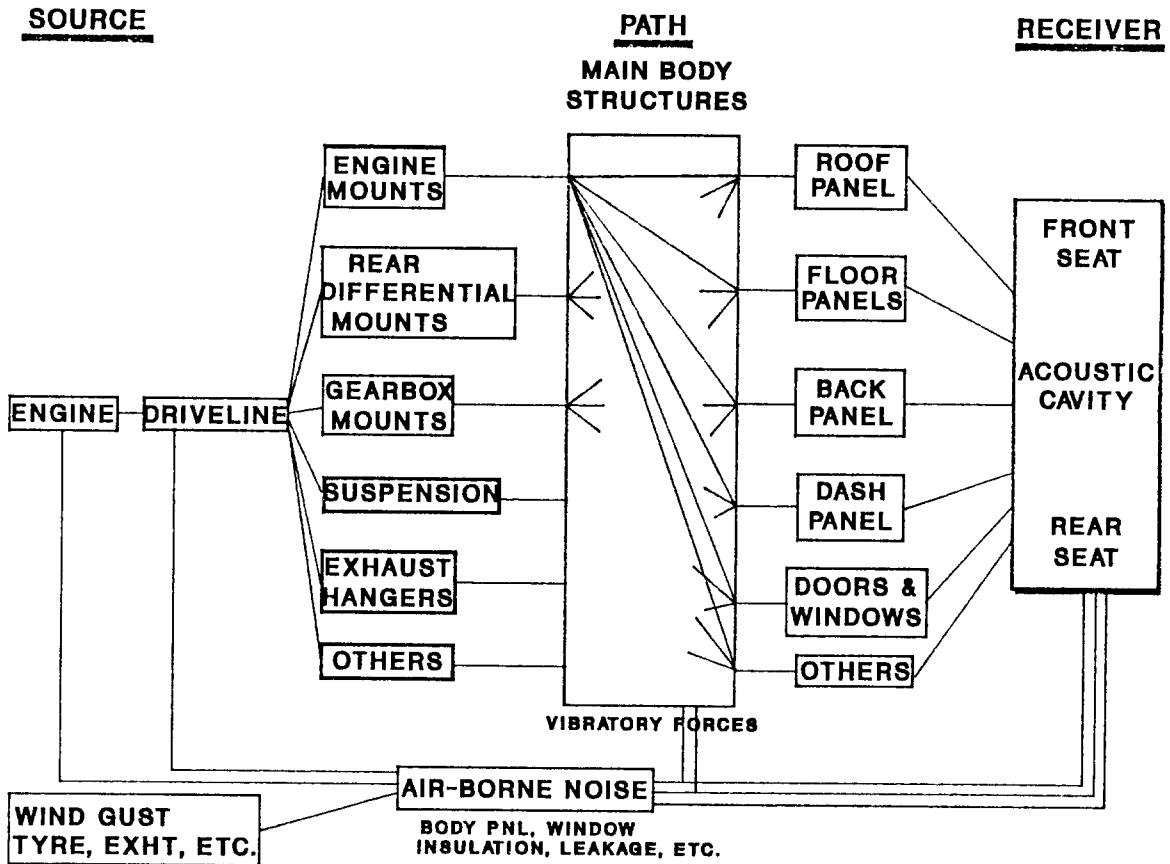 SOURCE
PATH
RECEIVER
MAIN BODY
STRUCTURES
ENGINE
MOUNTS
REAR
DIFFERENTIAL
MOUNTS
GEARBOX
MOUNTS
ENGINE
DRIVELINE
SUSPENSION
EXHAUST
HANGERS
OTHERS
ROOF
PANEL
FLOOR
PANELS
BACK
PANEL
DASH
PANEL
DOORS &
WINDOWS
OTHERS
FRONT
SEAT
ACOUSTIC
CAVITY
REAR
SEAT
VIBRATORY FORCES
AIR-BORNE NOISE
WIND GUST
TYRE, EXHT, ETC.
BODY PNL, WINDOW
INSULATION, LEAKAGE, ETC.